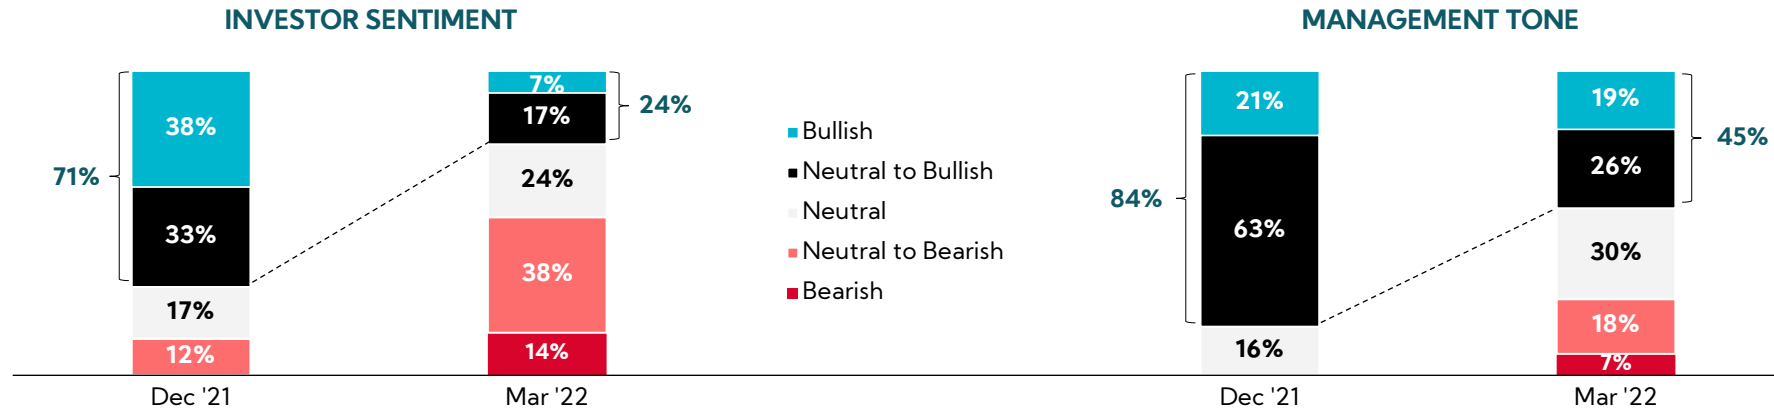 INVESTOR SENTIMENT
38%
33%
17%
12%
71%
Dec '21
7%
17%
24%
38%
14%
24%
Mar '22
Bullish
Neutral to Bullish
Neutral
Neutral to Bearish
Bearish
MANAGEMENT TONE
21%
63%
16%
84%
Dec '21
19%
26%
30%
18%
7%
45%
Mar '22